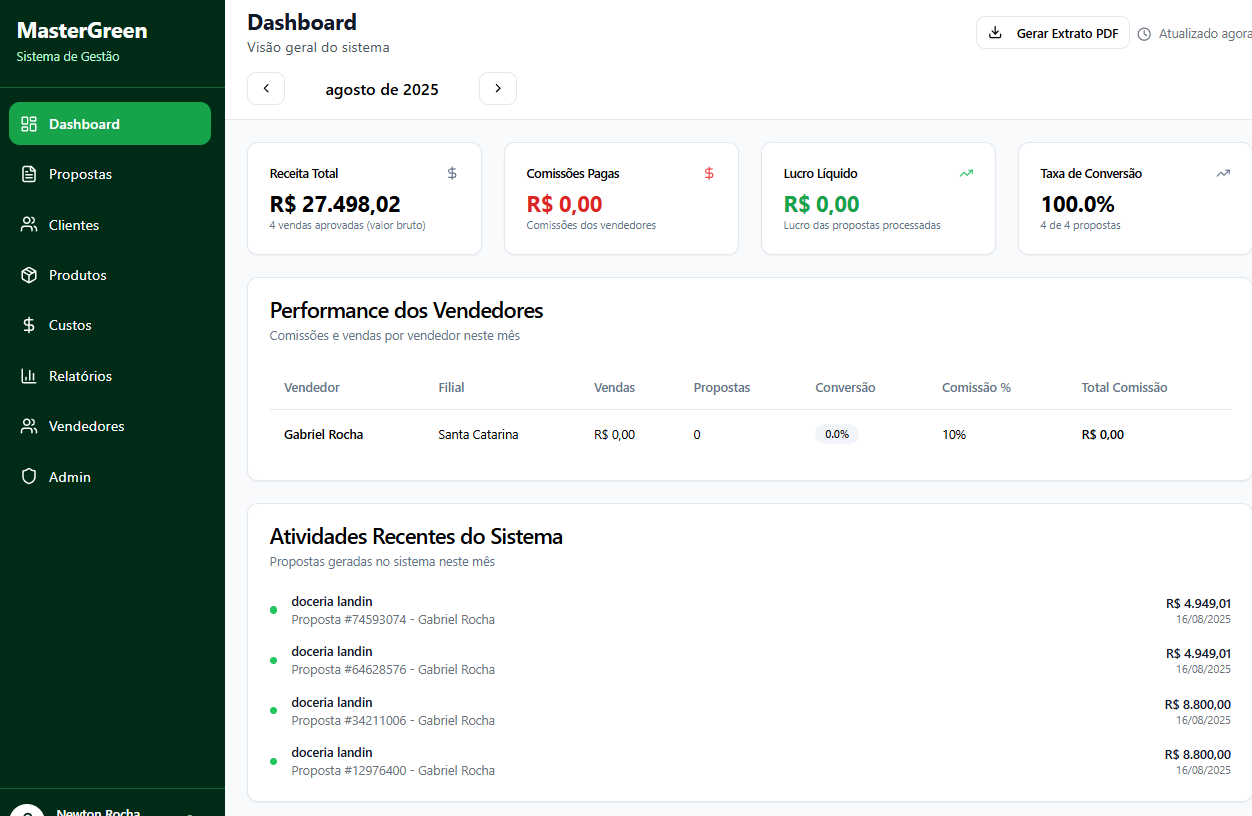 MasterGreen
Sistema de Gestão
Dashboard
Propostas
Clientes
Produtos
Custos
Relatórios
Vendedores
Admin
Newton Rocha
Dashboard
Visão geral do sistema
Gerar Extrato PDF
Atualizado agora
agosto de 2025
Receita Total
R$ 27.498,02
4 vendas aprovadas (valor bruto)
Comissões Pagas
R$ 0,00
Comissões dos vendedores
Lucro Líquido
R$ 0,00
Lucro das propostas processadas
Taxa de Conversão
100.0%
4 de 4 propostas
Performance dos Vendedores
Comissões e vendas por vendedor neste mês
Vendedor Filial Vendas Propostas Conversão Comissão % Total Comissão
Gabriel Rocha Santa Catarina R$ 0,00 0 0.0% 10% R$ 0,00
Atividades Recentes do Sistema
Propostas geradas no sistema neste mês
doceria landin R$ 4.949,01
Proposta #74593074 - Gabriel Rocha 16/08/2025
doceria landin R$ 4.949,01
Proposta #64628576 - Gabriel Rocha 16/08/2025
doceria landin R$ 8.800,00
Proposta #34211006 - Gabriel Rocha 16/08/2025
doceria landin R$ 8.800,00
Proposta #12976400 - Gabriel Rocha 16/08/2025